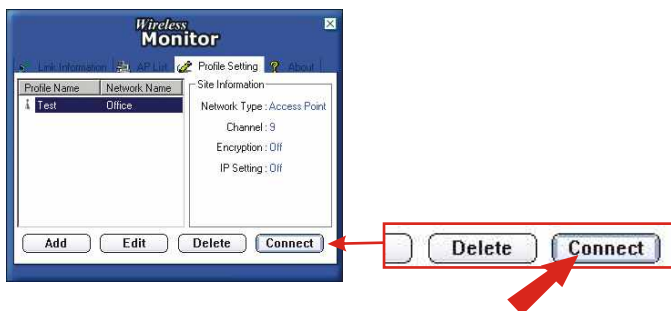 Wireless
Monitor
Link Information AP List Profile Setting About
Profile Name Network Name
Test Office
Site Information
Network Type : Access Point
Channel : 9
Encryption : Off
IP Setting : Off
Add Edit Delete Connect
Delete Connect